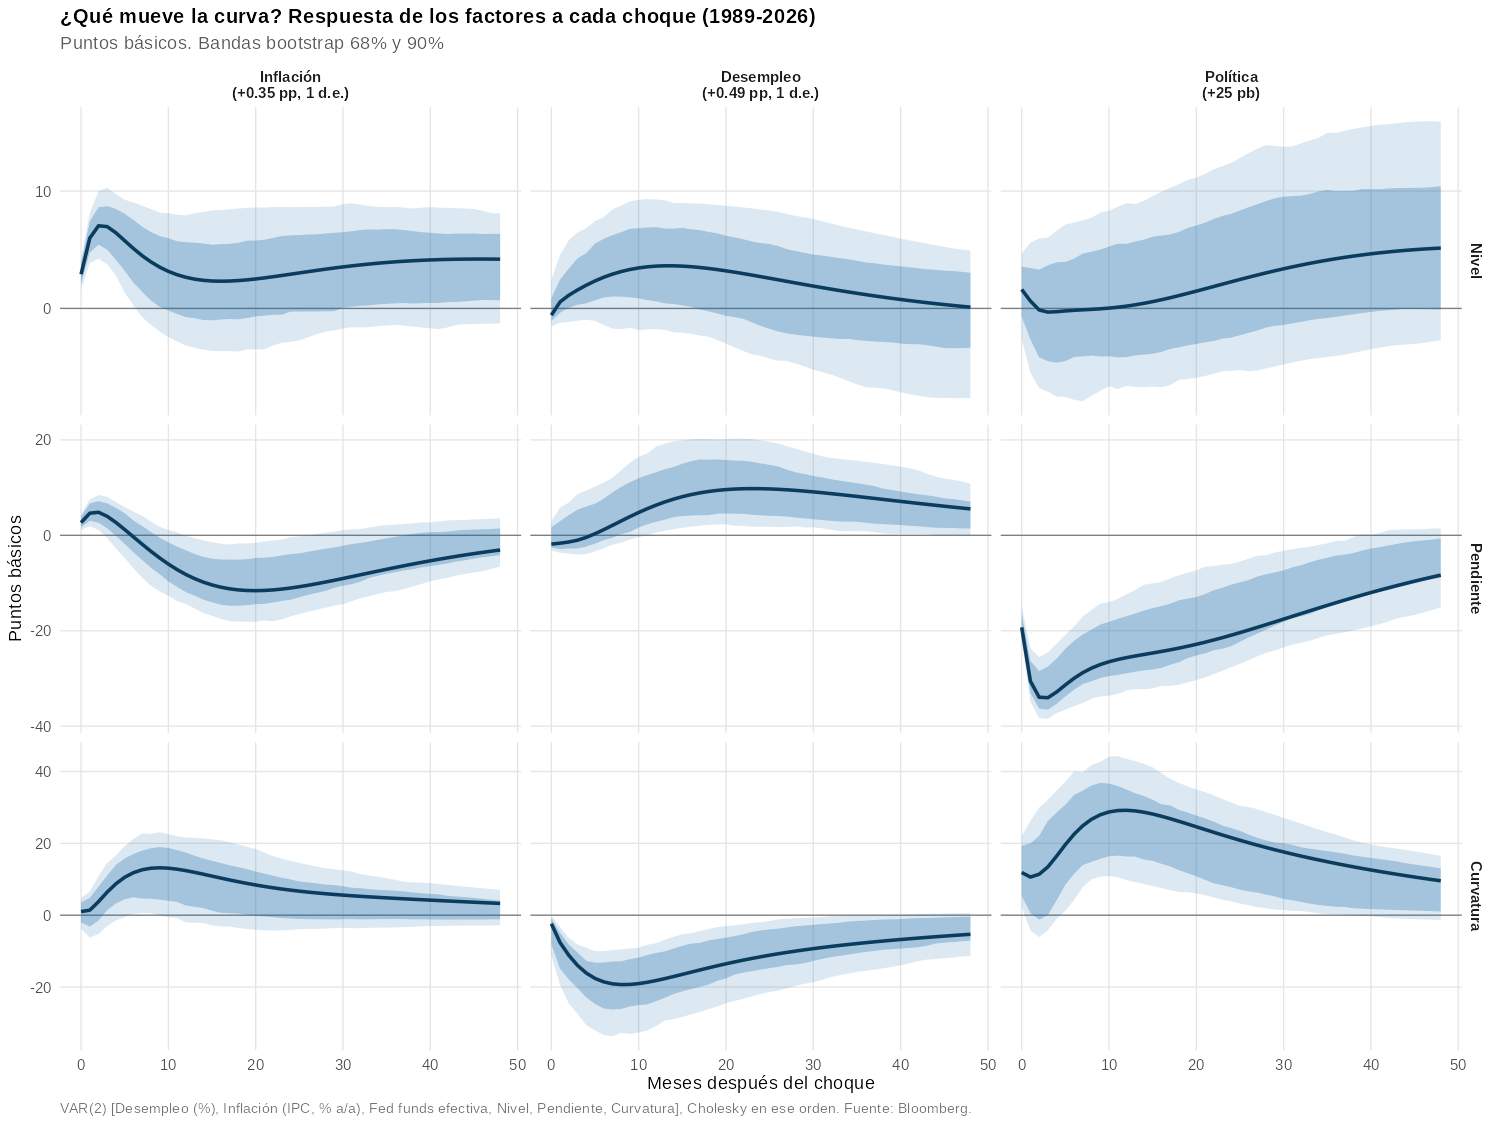 ¿Qué mueve la curva? Respuesta de los factores a cada choque (1989-2026)
Puntos básicos. Bandas bootstrap 68% y 90%
Inflación
(+0.35 pp, 1 d.e.)
Desempleo
(+0.49 pp, 1 d.e.)
Política
(+25 pb)
10
0
Nivel
20
0
-20
-40
Pendiente
40
20
0
-20
Curvatura
Puntos básicos
0 10 20 30 40 50
0 10 20 30 40 50
0 10 20 30 40 50
Meses después del choque
VAR(2) [Desempleo (%), Inflación (IPC, % a/a), Fed funds efectiva, Nivel, Pendiente, Curvatura], Cholesky en ese orden. Fuente: Bloomberg.